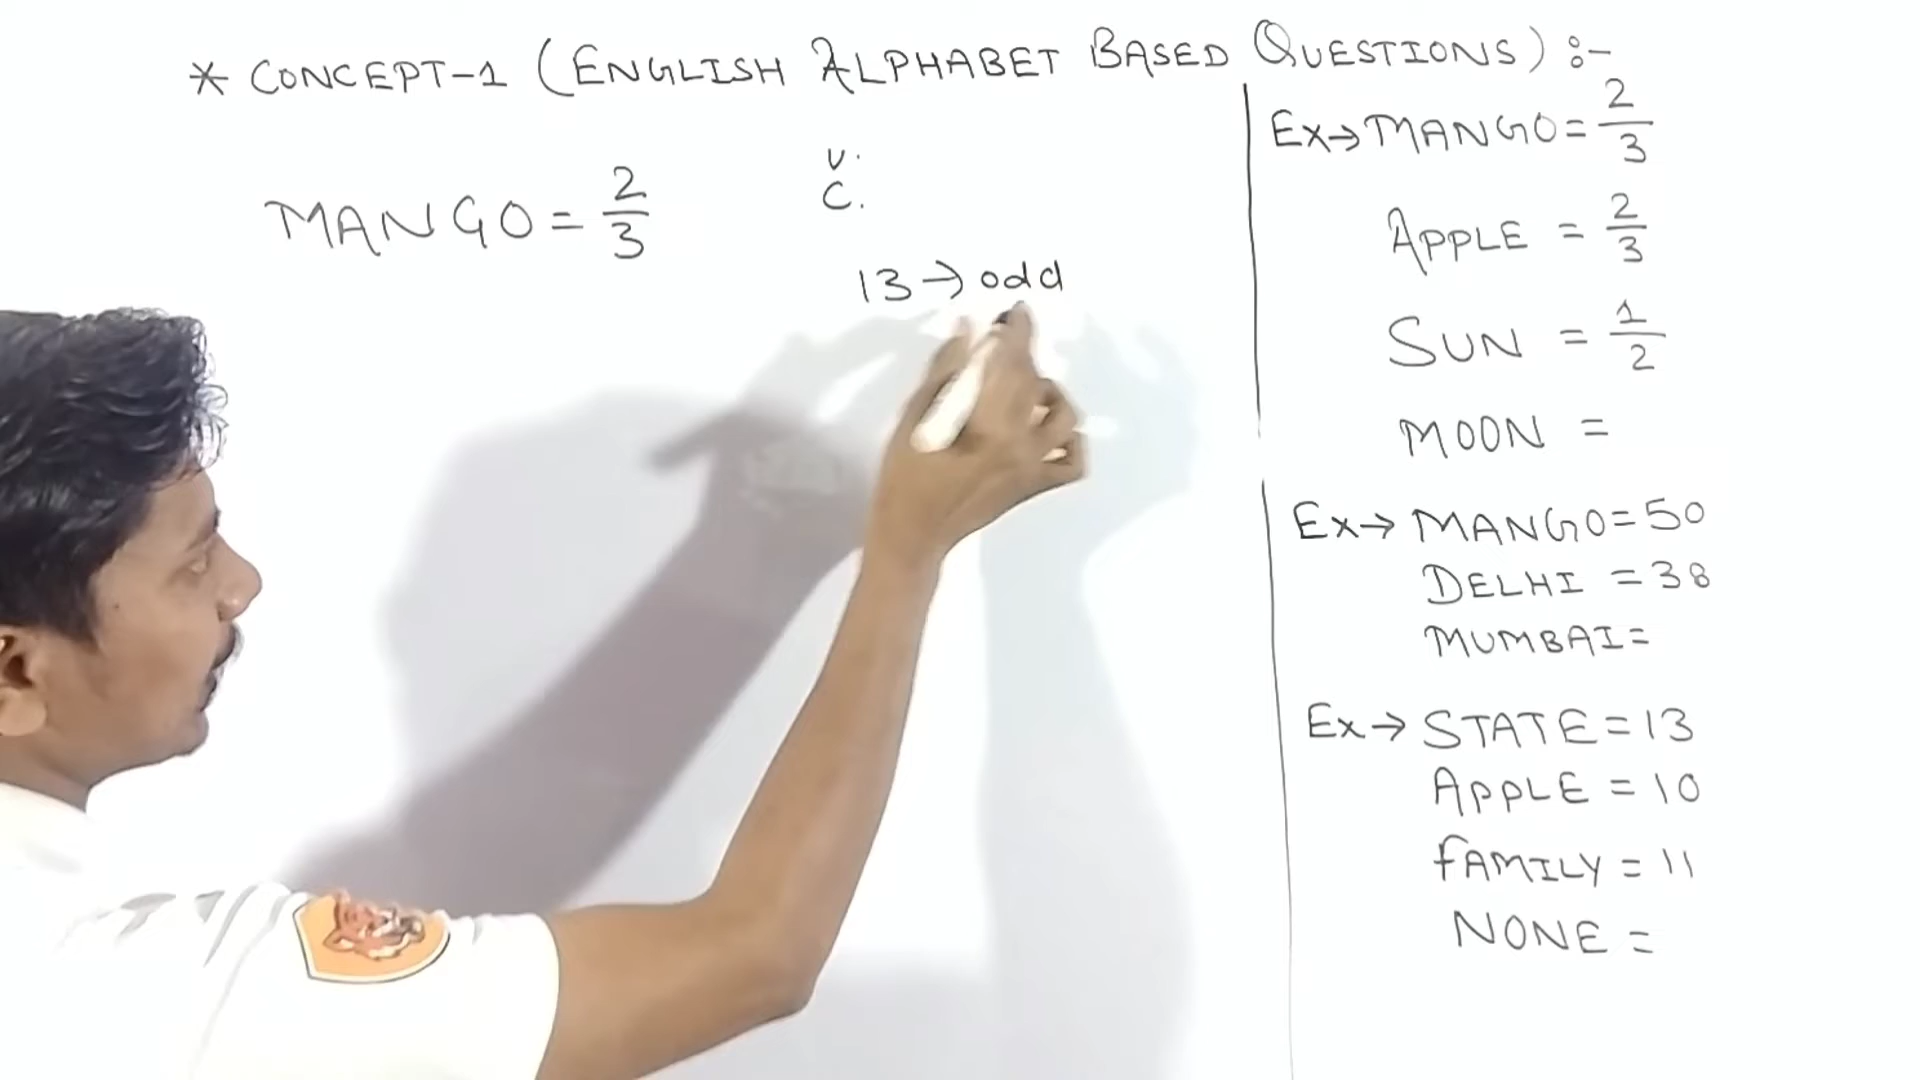 * CONCEPT-1 (ENGLISH ALPHABET BASED QUESTIONS) :-
MANGO = 2/3
V.
C.
13 → odd
Ex → MANGO = 2/3
APPLE = 2/3
SUN = 1/2
MOON =
Ex → MANGO = 50
DELHI = 38
MUMBAI =
Ex → STATE = 13
APPLE = 10
FAMILY = 11
NONE =